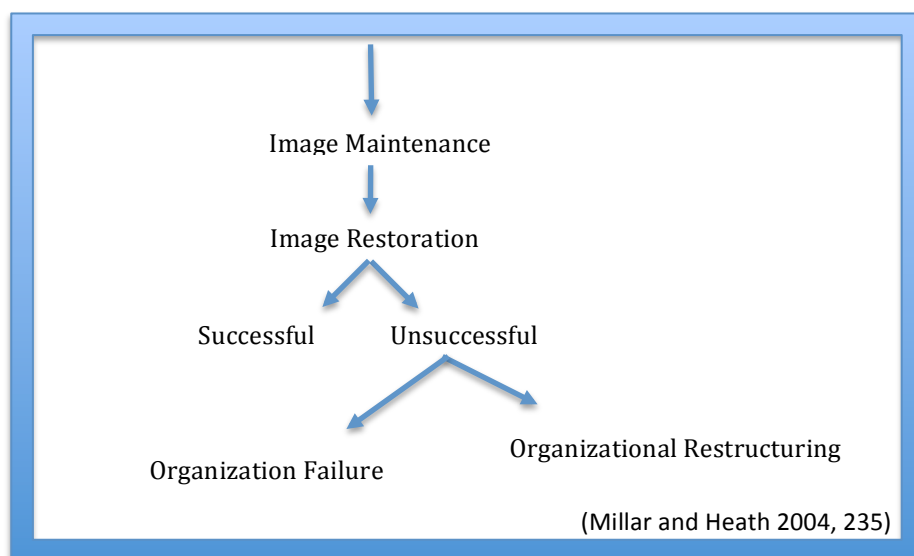 Image Maintenance
Image Restoration
Successful
Unsuccessful
Organization Failure
Organizational Restructuring
(Millar and Heath 2004, 235)